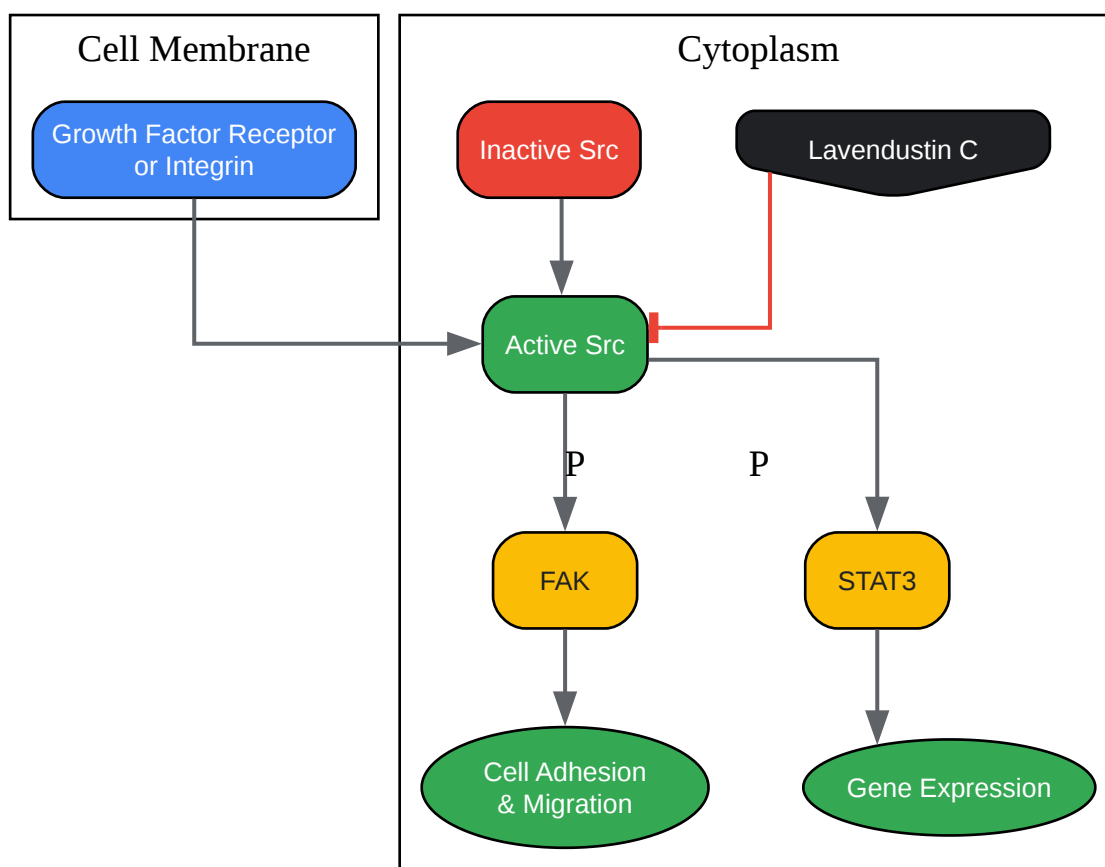 Cell Membrane
Cytoplasm
Growth Factor Receptor
or Integrin
Inactive Src
Lavendustin C
Active Src
P
P
FAK
STAT3
Cell Adhesion
& Migration
Gene Expression